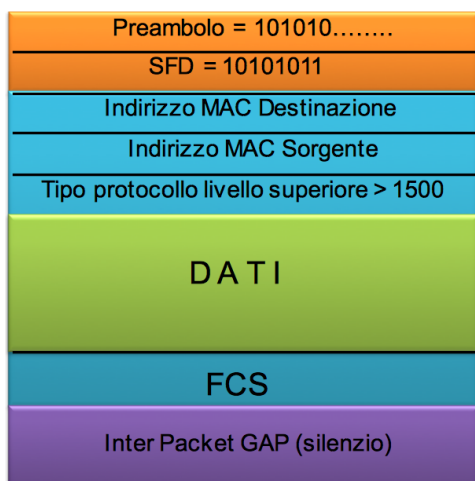 Preambolo = 101010........
SFD = 10101011
Indirizzo MAC Destinazione
Indirizzo MAC Sorgente
Tipo protocollo livello superiore > 1500
DATI
FCS
Inter Packet GAP (silenzio)